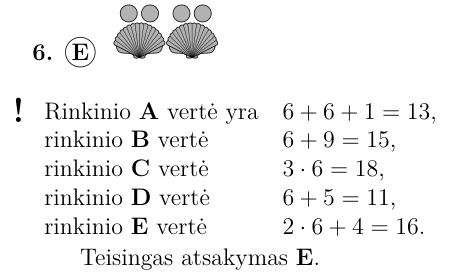 6. E
! Rinkinio A vertė yra 6 + 6 + 1 = 13,
rinkinio B vertė 6 + 9 = 15,
rinkinio C vertė 3 · 6 = 18,
rinkinio D vertė 6 + 5 = 11,
rinkinio E vertė 2 · 6 + 4 = 16.
Teisingas atsakymas E.